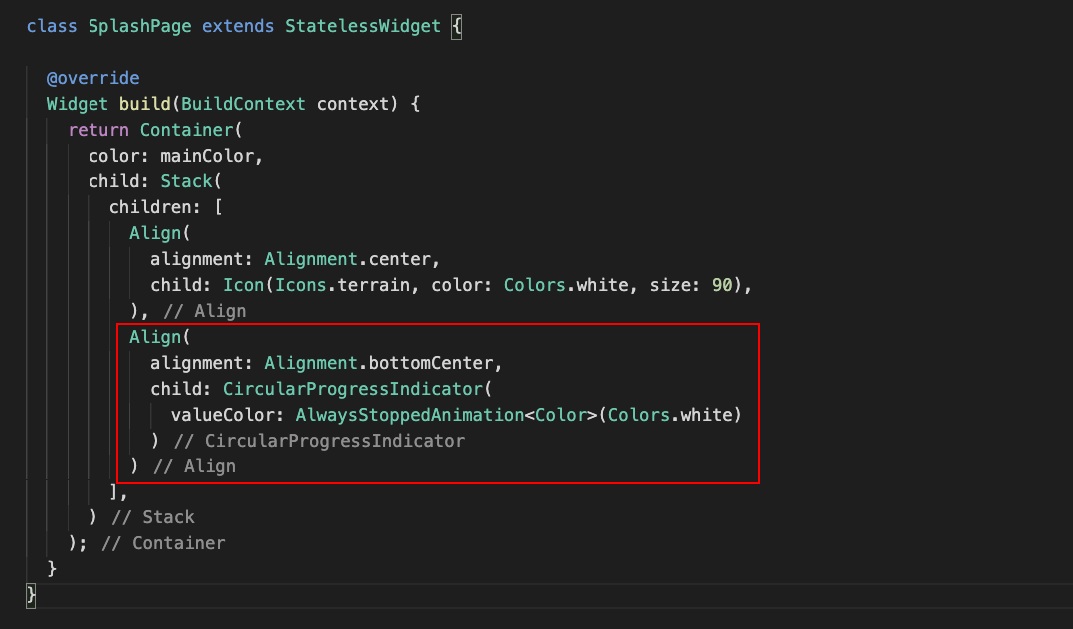 class SplashPage extends StatelessWidget {
@override
Widget build(BuildContext context) {
return Container(
color: mainColor,
child: Stack(
children: [
Align(
alignment: Alignment.center,
child: Icon(Icons.terrain, color: Colors.white, size: 90),
), // Align
Align(
alignment: Alignment.bottomCenter,
child: CircularProgressIndicator(
valueColor: AlwaysStoppedAnimation<Color>(Colors.white)
) // CircularProgressIndicator
) // Align
],
) // Stack
); // Container
}
}